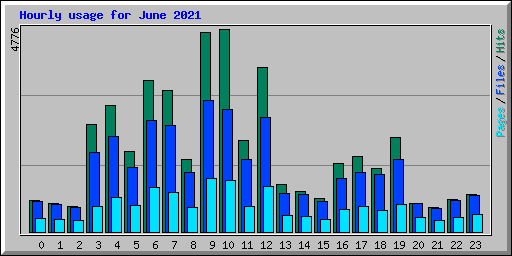 Hourly usage for June 2021
4776
Pages / Files / Hits
0 1 2 3 4 5 6 7 8 9 10 11 12 13 14 15 16 17 18 19 20 21 22 23